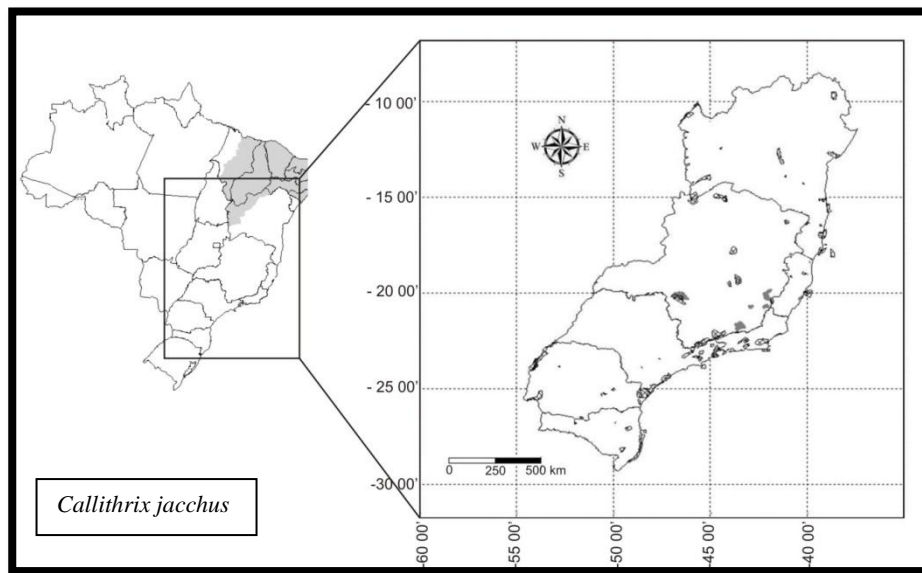 - 10 00'
- 15 00'
- 20 00'
- 25 00'
-30 00'
N
W E
S
0 250 500 km
-60 00'
-55 00'
-50 00'
-45 00'
-40 00'
Callithrix jacchus